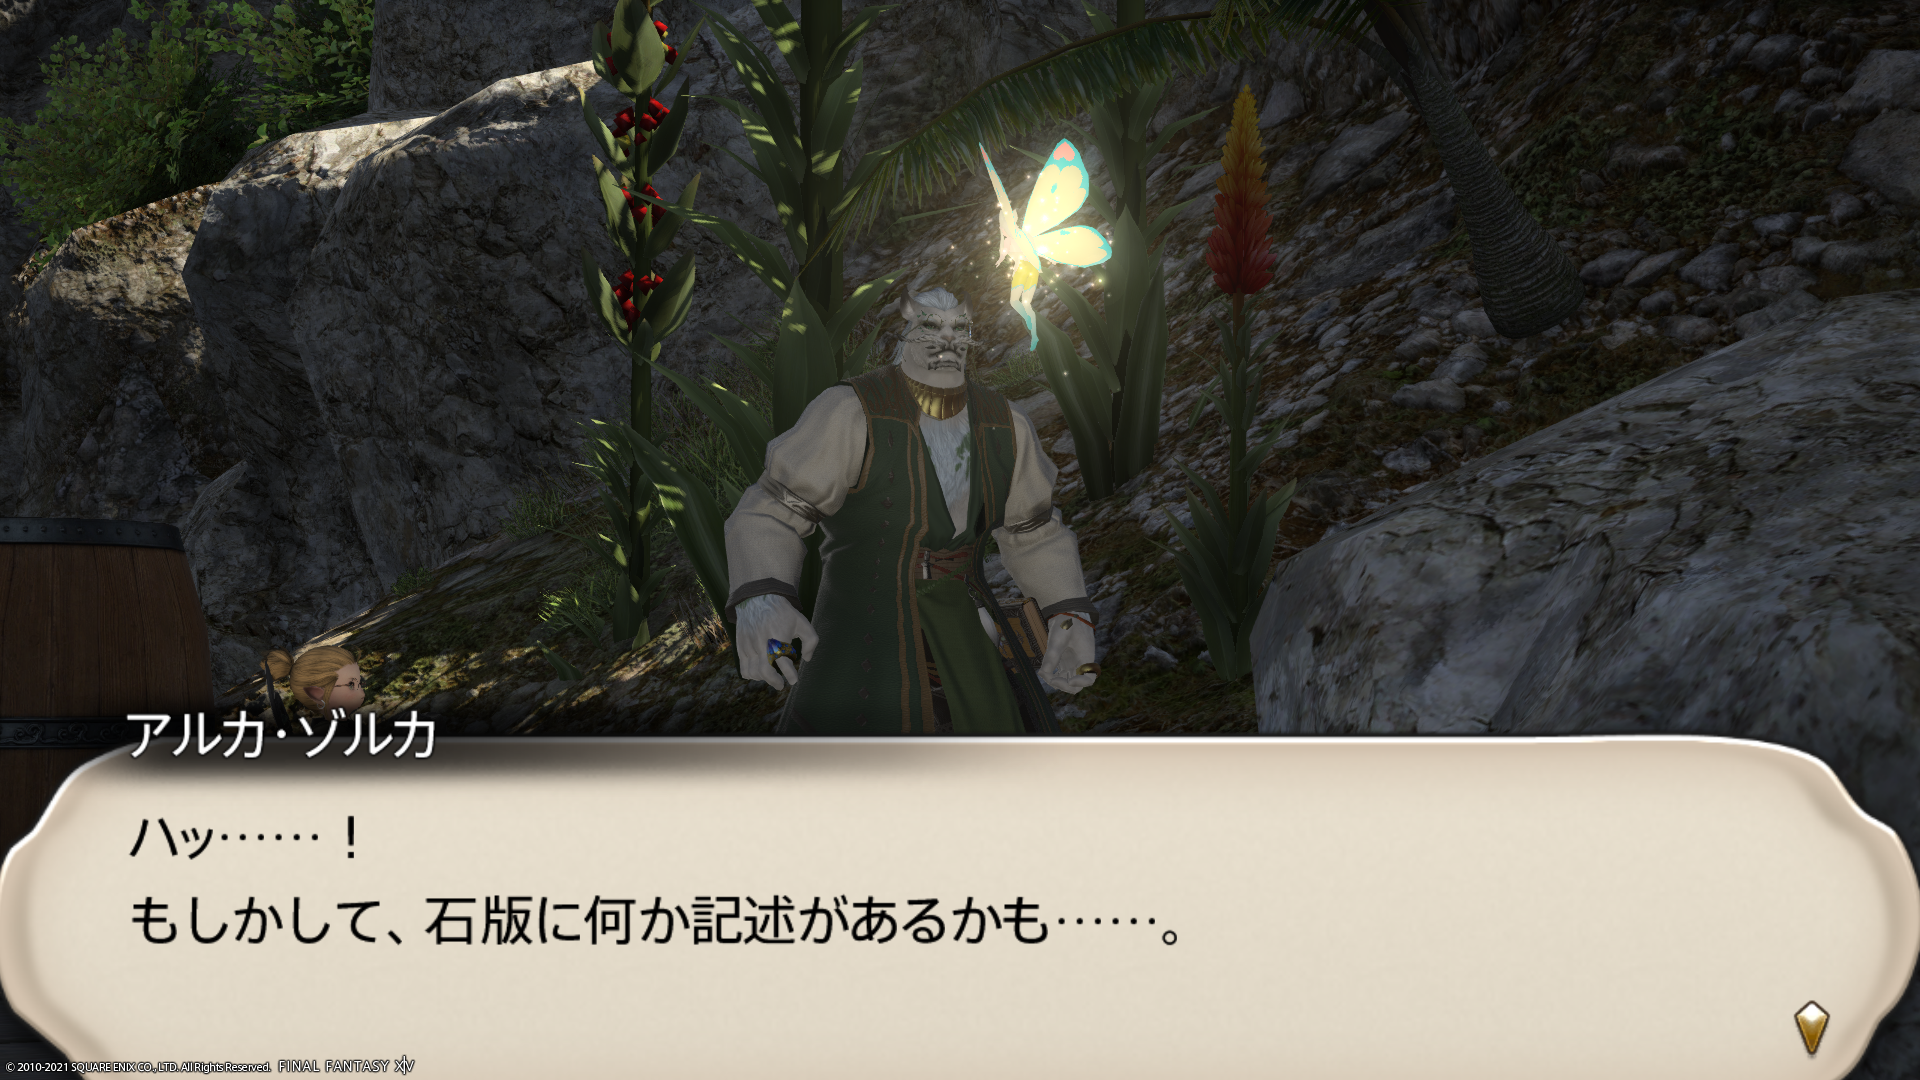 アルカ・ゾルカ
ハッ……！
もしかして、石版に何か記述があるかも……。
© 2010-2021 SQUARE ENIX CO., LTD. All Rights Reserved. FINAL FANTASY XIV